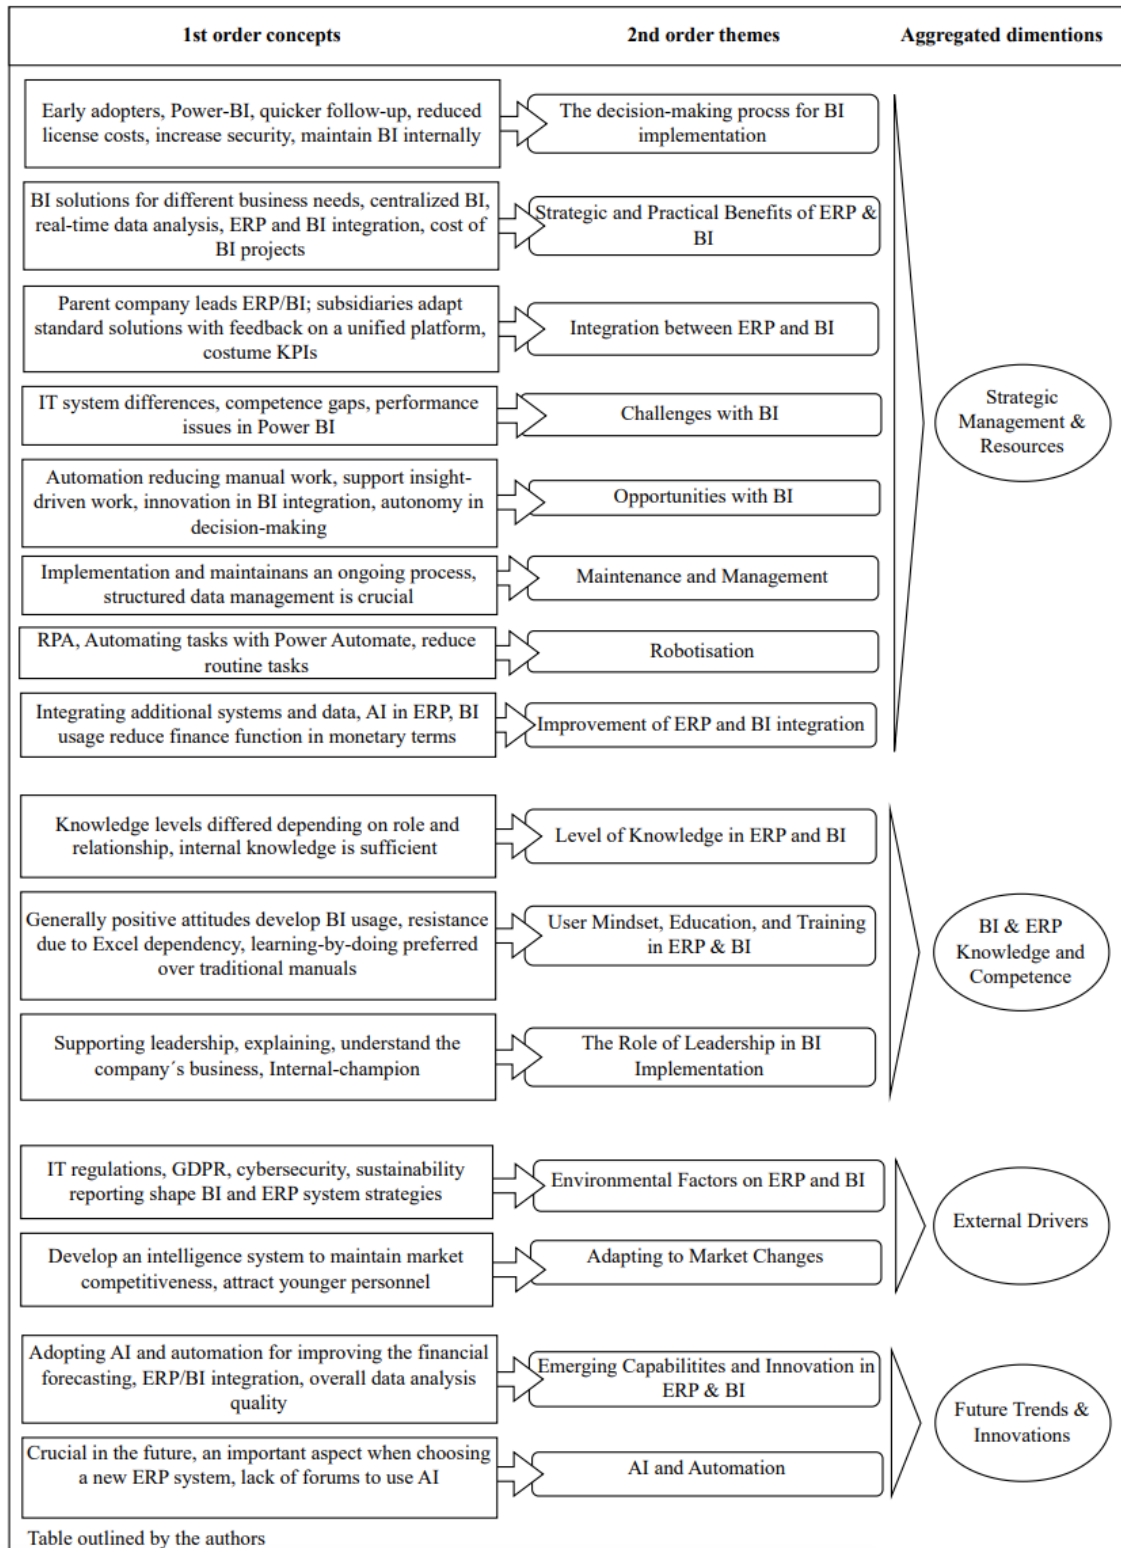 1st order concepts
2nd order themes
Aggregated dimentions
Early adopters, Power-BI, quicker follow-up, reduced
license costs, increase security, maintain BI internally
The decision-making procss for BI
implementation
BI solutions for different business needs, centralized BI,
real-time data analysis, ERP and BI integration, cost of
BI projects
Strategic and Practical Benefits of ERP &
BI
Parent company leads ERP/BI; subsidiaries adapt
standard solutions with feedback on a unified platform,
costume KPIs
Integration between ERP and BI
IT system differences, competence gaps, performance
issues in Power BI
Challenges with BI
Automation reducing manual work, support insight-
driven work, innovation in BI integration, autonomy in
decision-making
Opportunities with BI
Implementation and maintainans an ongoing process,
structured data management is crucial
Maintenance and Management
RPA, Automating tasks with Power Automate, reduce
routine tasks
Robotisation
Integrating additional systems and data, AI in ERP, BI
usage reduce finance function in monetary terms
Improvement of ERP and BI integration
Strategic
Management &
Resources
Knowledge levels differed depending on role and
relationship, internal knowledge is sufficient
Level of Knowledge in ERP and BI
Generally positive attitudes develop BI usage, resistance
due to Excel dependency, learning-by-doing preferred
over traditional manuals
User Mindset, Education, and Training
in ERP & BI
Supporting leadership, explaining, understand the
company´s business, Internal-champion
The Role of Leadership in BI
Implementation
BI & ERP
Knowledge and
Competence
IT regulations, GDPR, cybersecurity, sustainability
reporting shape BI and ERP system strategies
Environmental Factors on ERP and BI
Develop an intelligence system to maintain market
competitiveness, attract younger personnel
Adapting to Market Changes
External Drivers
Adopting AI and automation for improving the financial
forecasting, ERP/BI integration, overall data analysis
quality
Emerging Capabilitites and Innovation in
ERP & BI
Crucial in the future, an important aspect when choosing
a new ERP system, lack of forums to use AI
AI and Automation
Future Trends &
Innovations
Table outlined by the authors